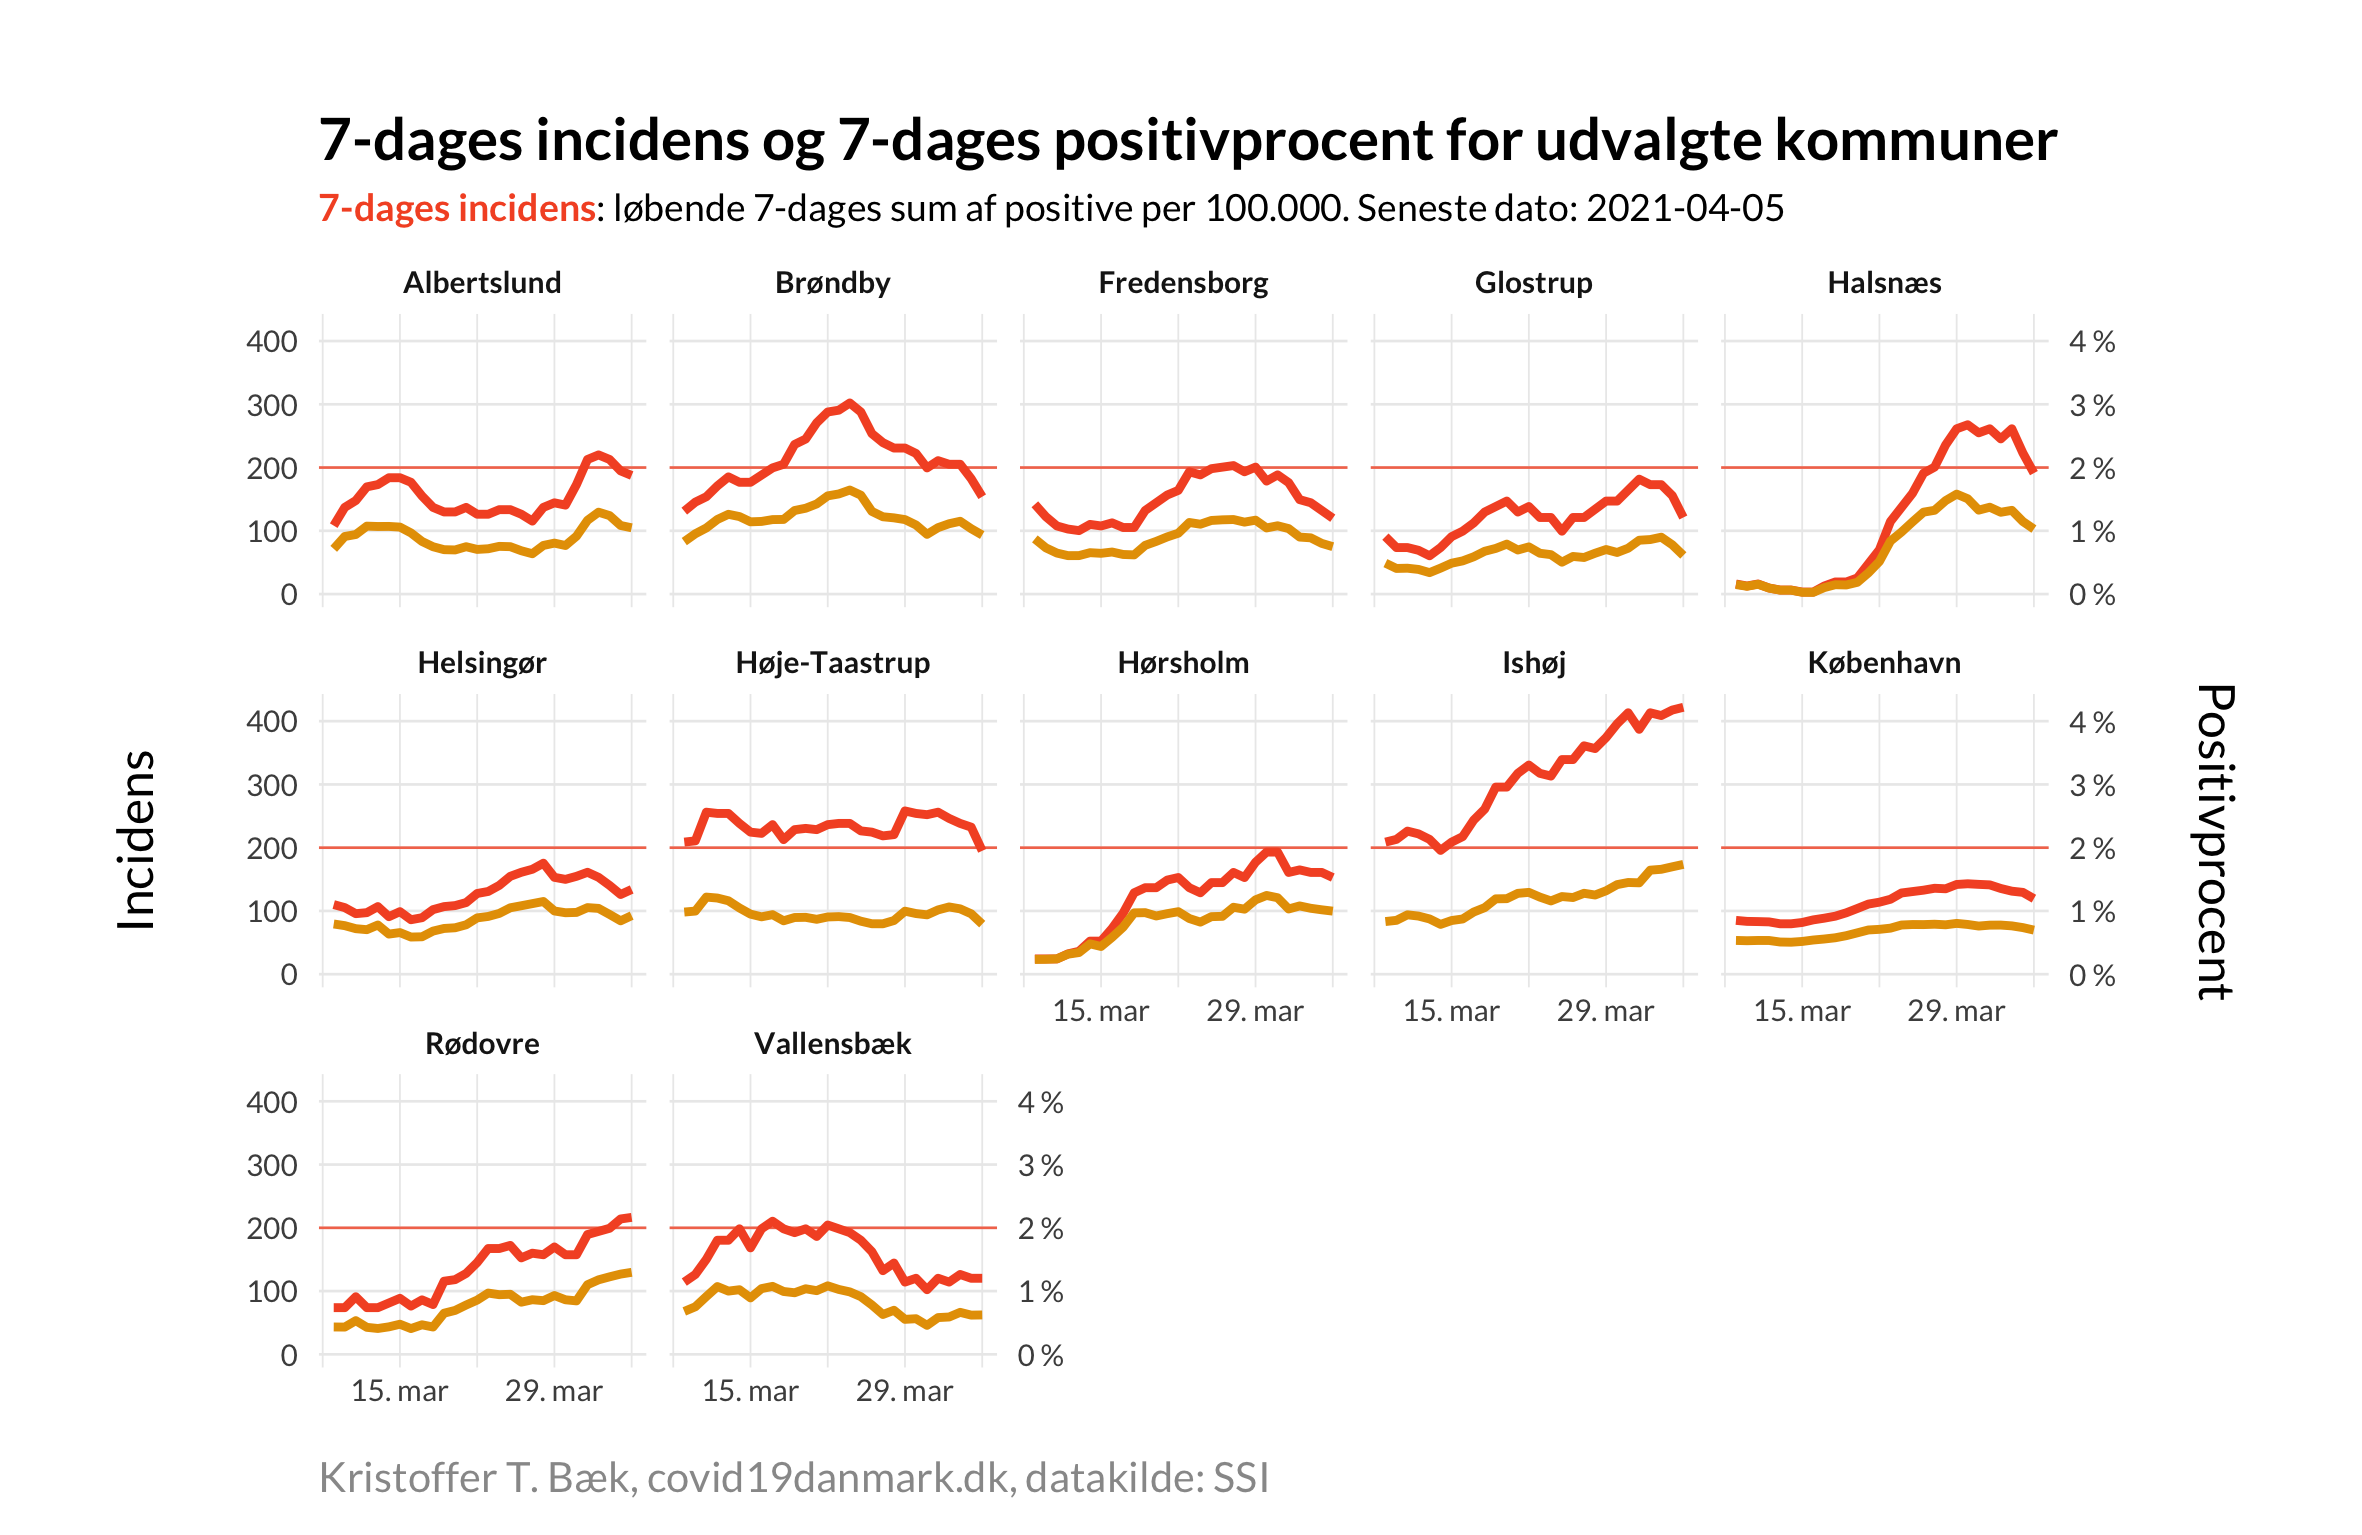 7-dages incidens og 7-dages positivprocent for udvalgte kommuner
7-dages incidens: løbende 7-dages sum af positive per 100.000. Seneste dato: 2021-04-05
Albertslund Brøndby Fredensborg Glostrup Halsnæs
400 4 %
300 3 %
200 2 %
100 1 %
0 0 %
Helsingør Høje-Taastrup Hørsholm Ishøj København
400 4 %
300 3 %
200 2 %
100 1 %
0 0 %
Incidens
Positivprocent
15. mar 29. mar 15. mar 29. mar 15. mar 29. mar
Rødovre Vallensbæk
400 4 %
300 3 %
200 2 %
100 1 %
0 0 %
15. mar 29. mar 15. mar 29. mar
Kristoffer T. Bæk, covid19danmark.dk, datakilde: SSI